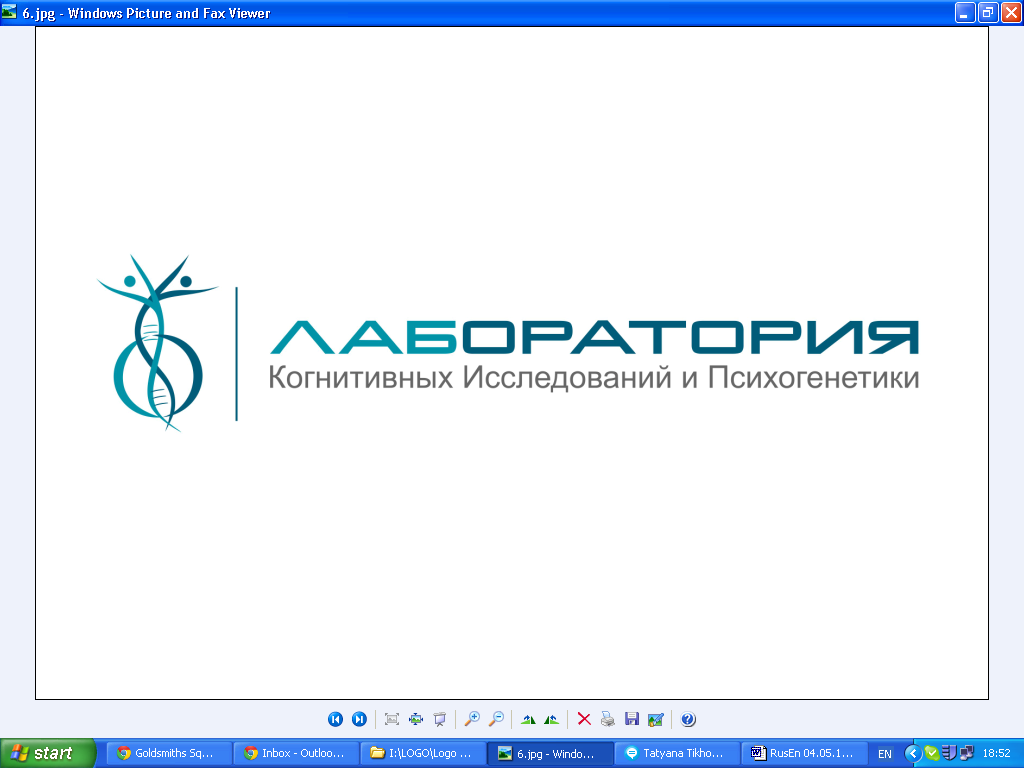 6.jpg - Windows Picture and Fax Viewer
ЛАБОРАТОРИЯ
Когнитивных Исследований и Психогенетики
start
Goldsmiths Sq...
Inbox - Outloo...
I:\LOGO\Logo ...
6.jpg - Windo...
Tatyana Tikho...
RusEn 04.05.1...
EN
18:52